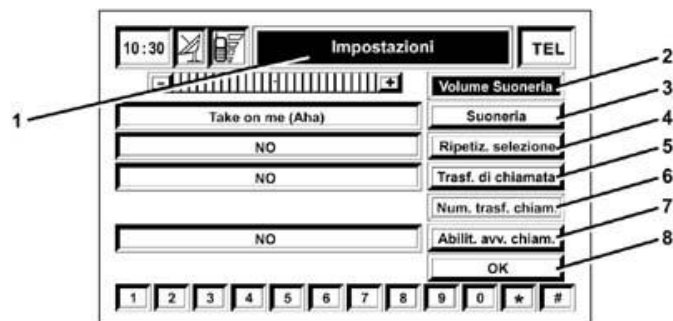 10:30 Impostazioni TEL
- + Volume Suoneria
Take on me (Aha) Suoneria
NO Ripetiz. selezione
NO Trasf. di chiamata
Num. trasf. chiam.
NO Abilit. avv. chiam.
OK
1 2 3 4 5 6 7 8 9 0 * #
1
2
3
4
5
6
7
8